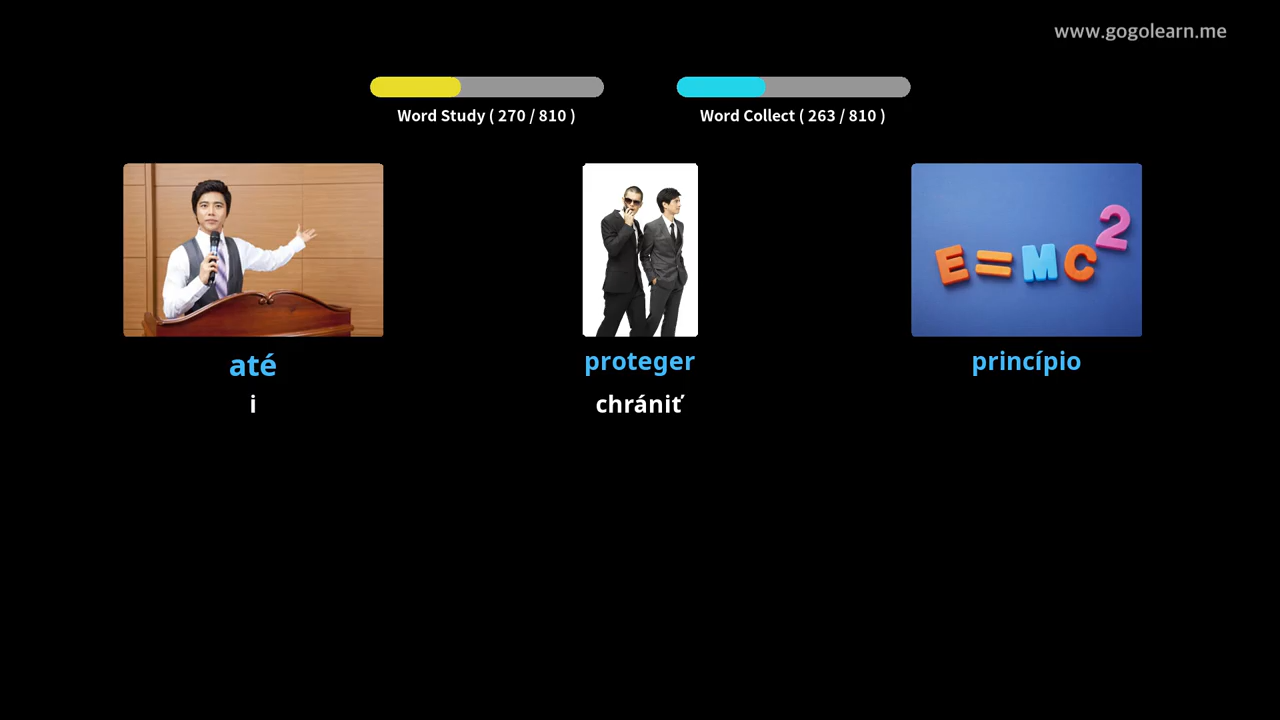 www.gogolearn.me
Word Study ( 270 / 810 )
Word Collect ( 263 / 810 )
E=MC2
até
proteger
princípio
i
chrániť